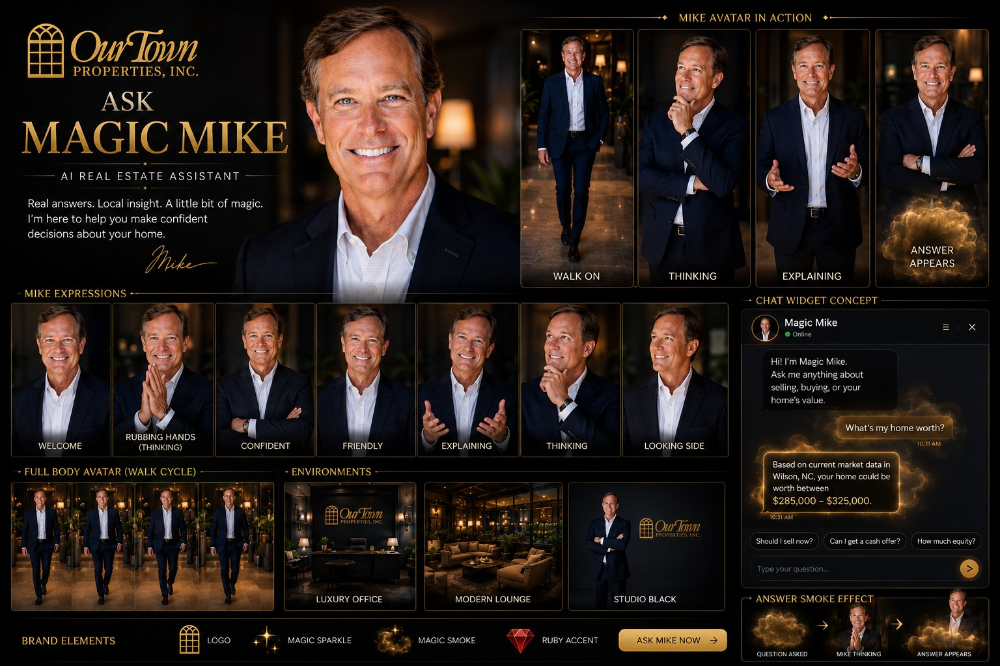 OurTown
PROPERTIES, INC.
ASK
MAGIC MIKE
AI REAL ESTATE ASSISTANT
Real answers. Local insight. A little bit of magic.
I'm here to help you make confident
decisions about your home.
Mike
MIKE AVATAR IN ACTION
WALK ON
THINKING
EXPLAINING
ANSWER
APPEARS
MIKE EXPRESSIONS
WELCOME
RUBBING HANDS
(THINKING)
CONFIDENT
FRIENDLY
EXPLAINING
THINKING
LOOKING SIDE
CHAT WIDGET CONCEPT
Magic Mike
Online
Hi! I'm Magic Mike.
Ask me anything about
selling, buying, or your
home's value.
What's my home worth?
10:31 AM
Based on current market data in
Wilson, NC, your home could be
worth between
$285,000 – $325,000.
10:31 AM
Should I sell now?
Can I get a cash offer?
How much equity?
Type your question...
FULL BODY AVATAR (WALK CYCLE)
ENVIRONMENTS
OurTown
PROPERTIES, INC.
LUXURY OFFICE
MODERN LOUNGE
OurTown
PROPERTIES, INC.
STUDIO BLACK
ANSWER SMOKE EFFECT
QUESTION ASKED
MIKE THINKING
ANSWER APPEARS
BRAND ELEMENTS
LOGO
MAGIC SPARKLE
MAGIC SMOKE
RUBY ACCENT
ASK MIKE NOW